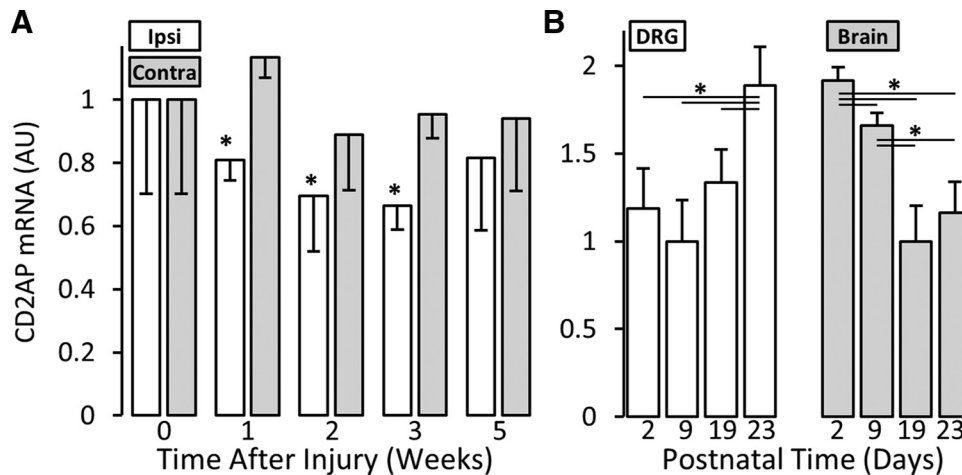 A
Ipsi
Contra
CD2AP mRNA (AU)
1
0.8
0.6
0.4
0.2
0
*
*
*
0 1 2 3 5
Time After Injury (Weeks)
B
DRG
Brain
2
1.5
1
0.5
0
*
*
*
2 9 19 23 2 9 19 23
Postnatal Time (Days)